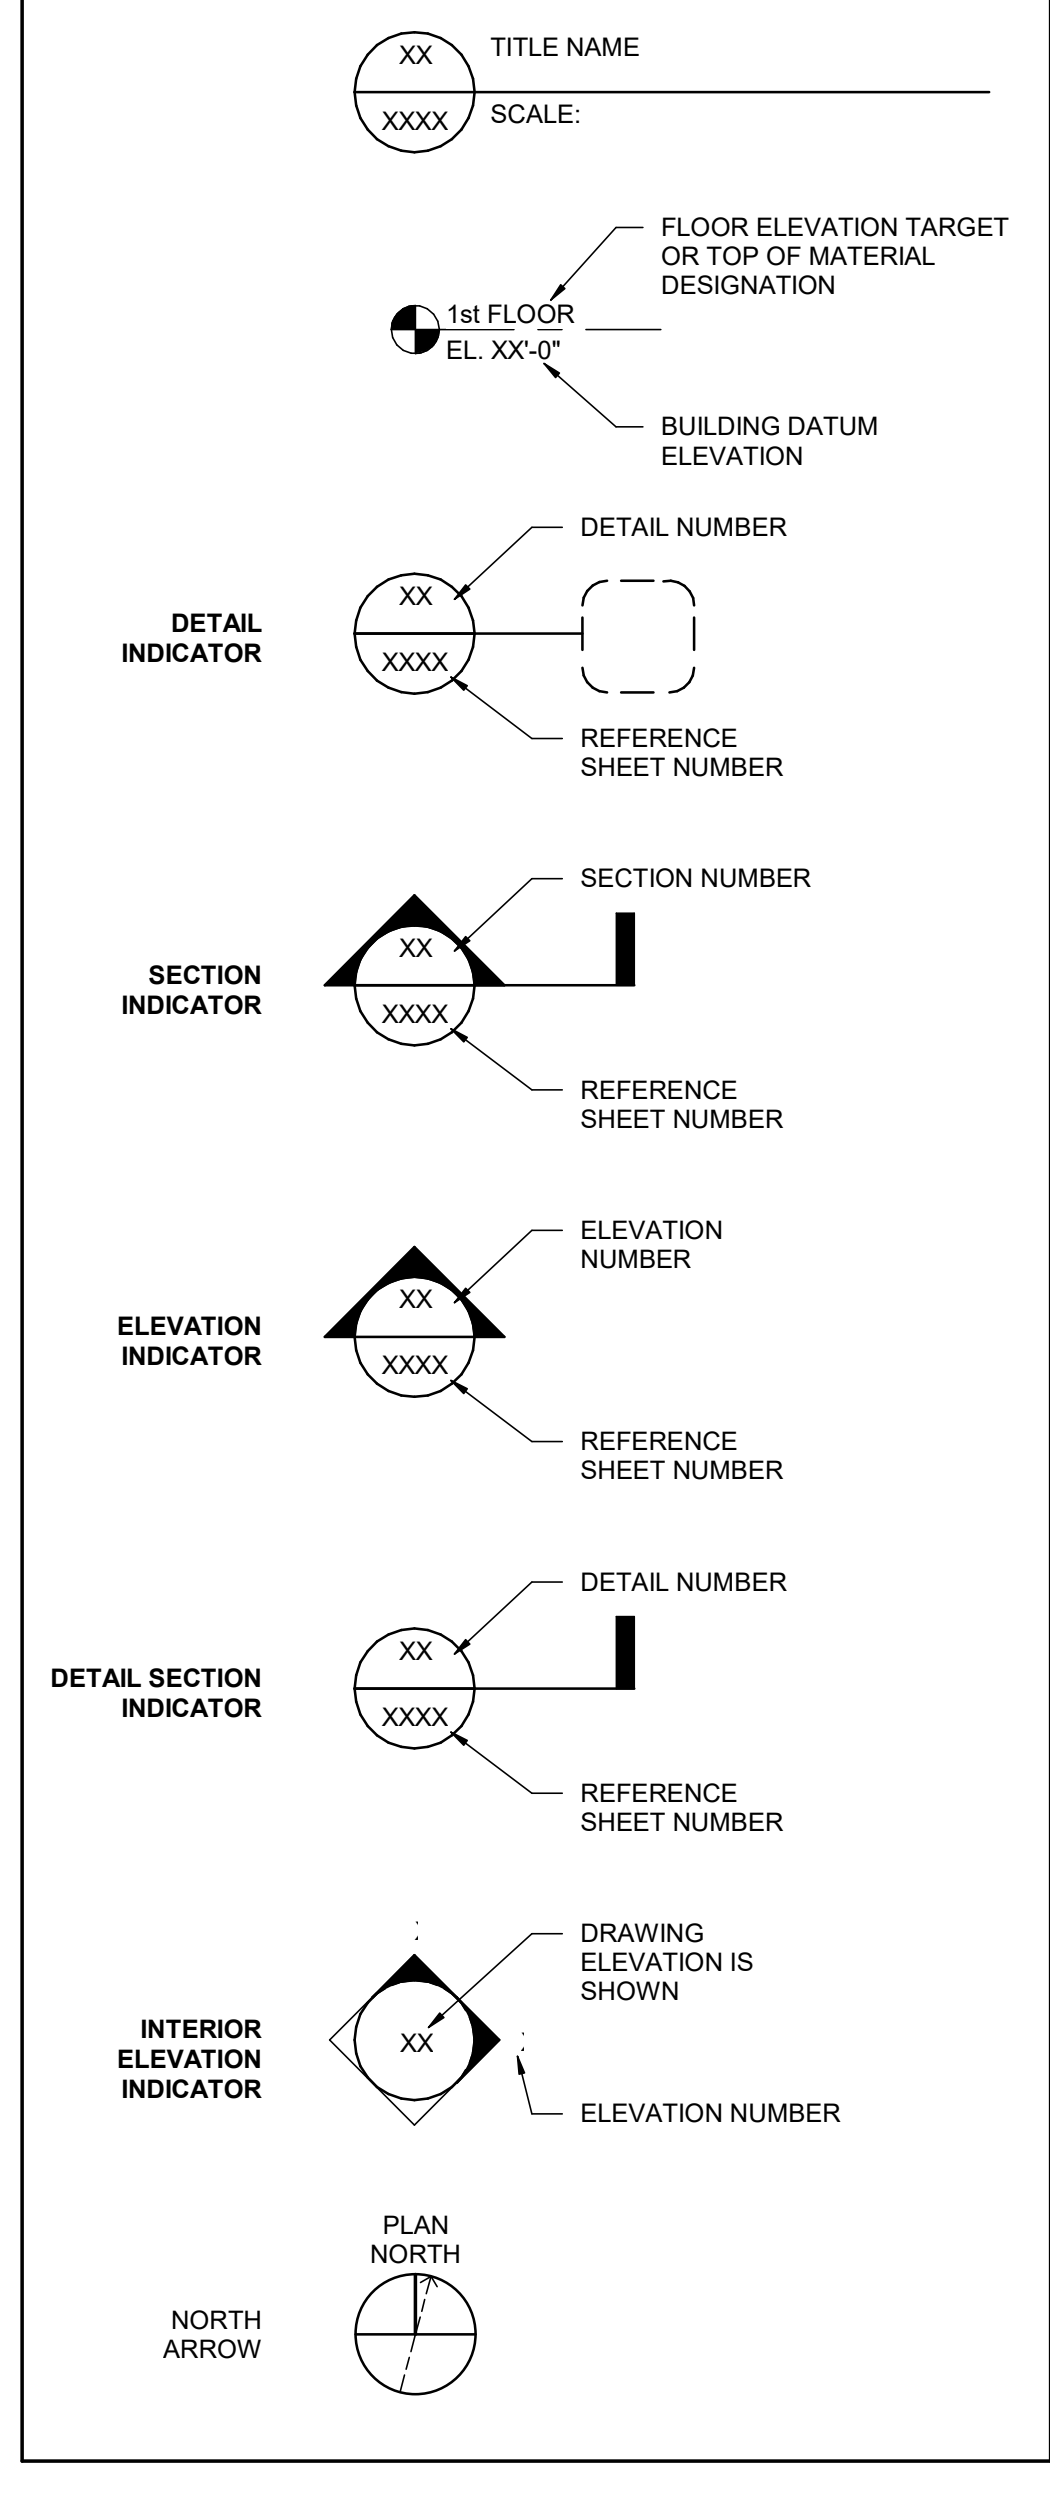 XX
TITLE NAME
XXXX
SCALE:
FLOOR ELEVATION TARGET
OR TOP OF MATERIAL
DESIGNATION
1st FLOOR
EL. XX'-0"
BUILDING DATUM
ELEVATION
DETAIL NUMBER
XX
DETAIL
INDICATOR
XXXX
REFERENCE
SHEET NUMBER
SECTION NUMBER
XX
SECTION
INDICATOR
XXXX
REFERENCE
SHEET NUMBER
ELEVATION
NUMBER
XX
ELEVATION
INDICATOR
XXXX
REFERENCE
SHEET NUMBER
DETAIL NUMBER
XX
DETAIL SECTION
INDICATOR
XXXX
REFERENCE
SHEET NUMBER
DRAWING
ELEVATION IS
SHOWN
INTERIOR
ELEVATION
INDICATOR
XX
ELEVATION NUMBER
PLAN
NORTH
NORTH
ARROW